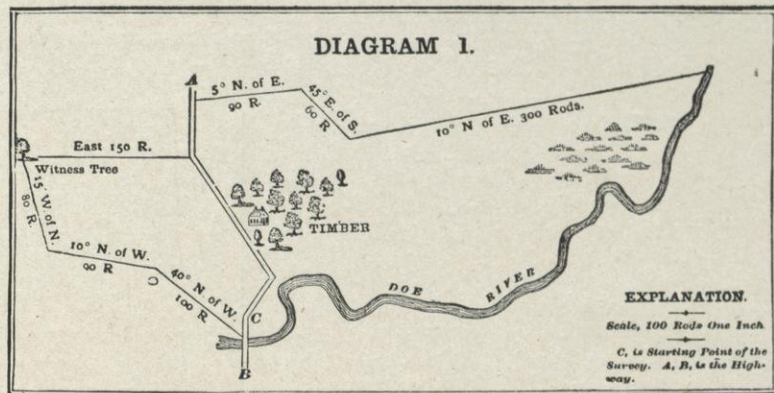 DIAGRAM 1.
A
5° N. of E.
90 R.
45° E. of S.
60 R.
10° N of E. 300 Rods.
East 150 R.
Witness Tree
15° W. of N.
80 R.
10° N. of W.
90 R
C
40° N. of W.
100 R.
TIMBER
C
B
DOE RIVER
EXPLANATION.
Scale, 100 Rods One Inch.
C, is Starting Point of the
Survey. A, B, is the High-
way.